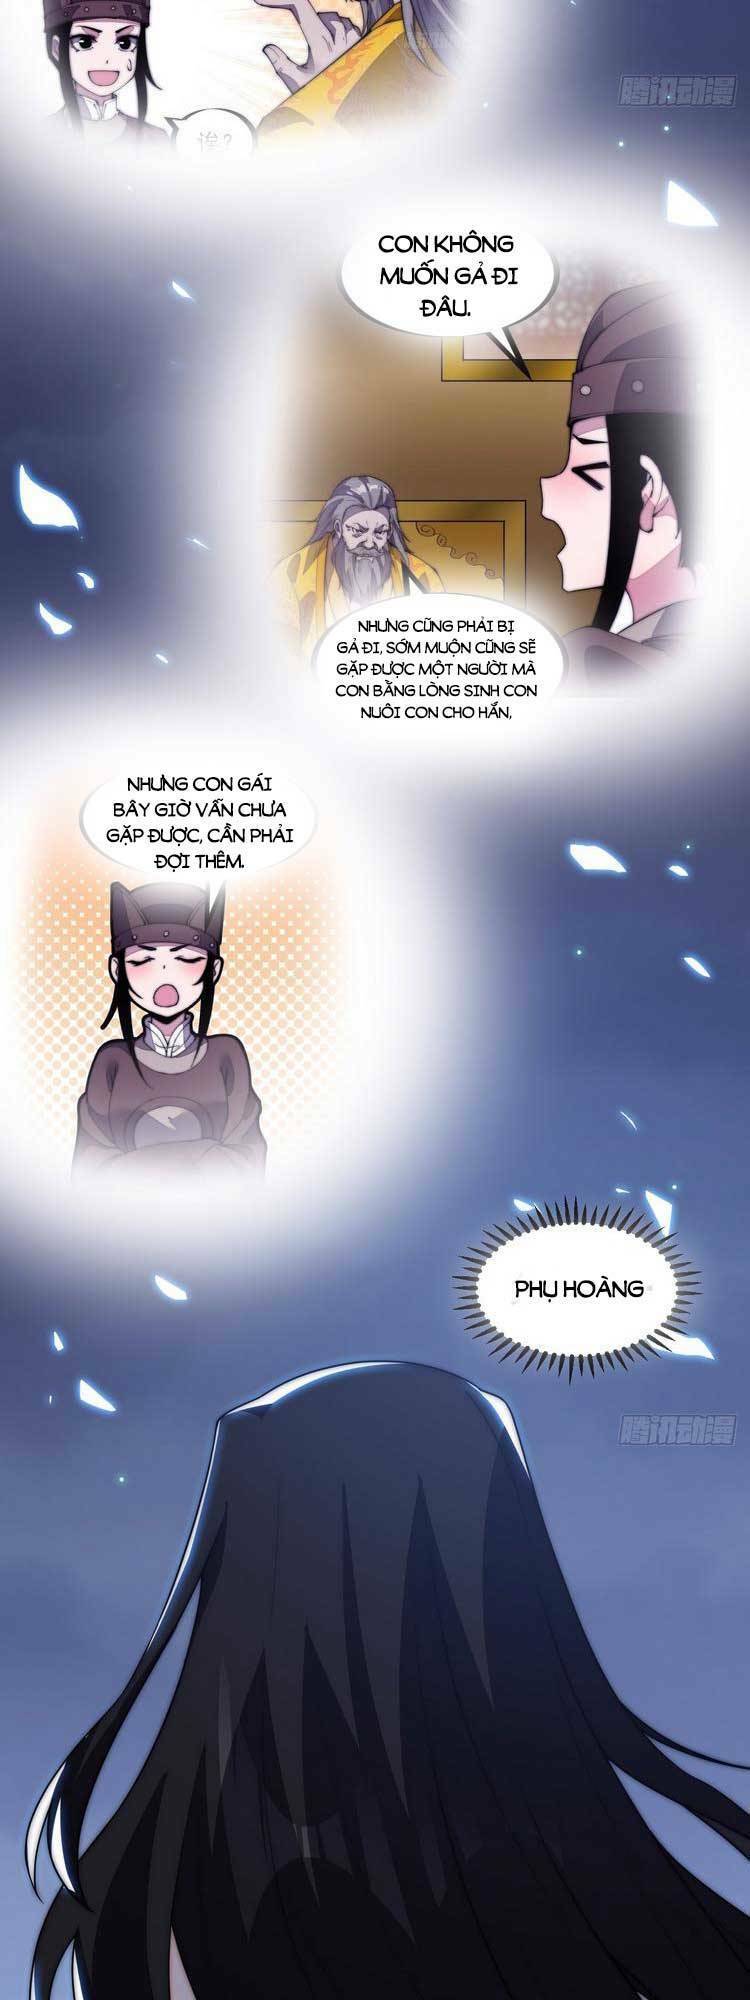 腾讯动漫
诶?
CON KHÔNG
MUỐN GẢ ĐI
ĐÂU.
NHƯNG CŨNG PHẢI BỊ
GẢ ĐI, SỚM MUỘN CŨNG SẼ
GẶP ĐƯỢC MỘT NGƯỜI MÀ
CON BẰNG LÒNG SINH CON
NUÔI CON CHO HẮN,
NHƯNG CON GÁI
BÂY GIỜ VẤN CHƯA
GẶP ĐƯỢC, CẦN PHẢI
ĐỢI THÊM.
PHỤ HOÀNG
腾讯动漫